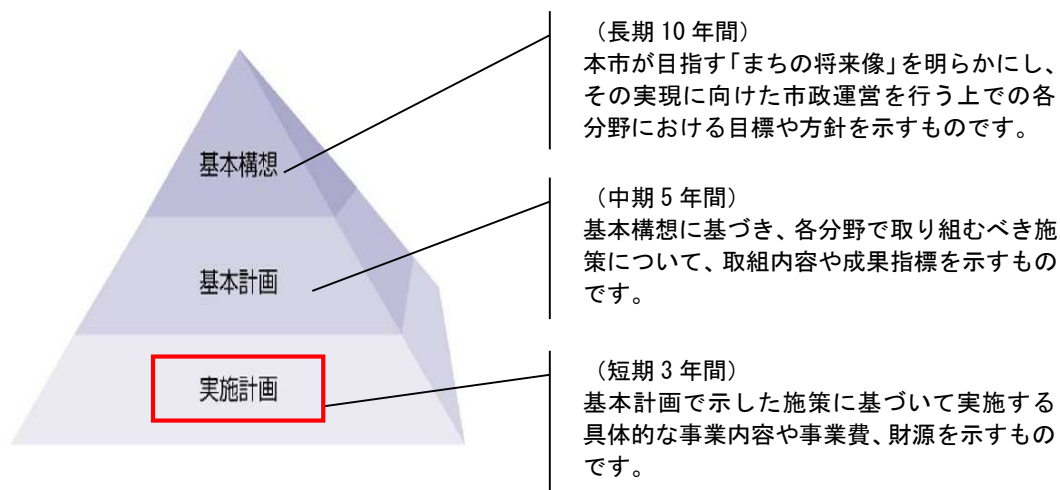 基本構想
（長期 10 年間）
本市が目指す「まちの将来像」を明らかにし、
その実現に向けた市政運営を行う上での各
分野における目標や方針を示すものです。
基本計画
（中期 5 年間）
基本構想に基づき、各分野で取り組むべき施
策について、取組内容や成果指標を示すもの
です。
実施計画
（短期 3 年間）
基本計画で示した施策に基づいて実施する
具体的な事業内容や事業費、財源を示すもの
です。